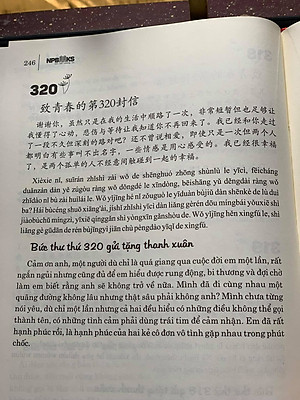 246 NPBOOKS
320
致青春的第320封信
谢谢你，虽然只是在我的生活中顺路了一次，非常短暂但也足够让
我懂得了心动，悲伤与等待让我知道你不再回来了。我已经和你走过
了一段不久但深刻的路对吧？还不曾说相爱，即使只是一次但两个人
都明白有些事叫不出名字，一些情是用心感受的。我已经很幸福
了，是两个孤单的人不经意间触碰到一起的幸福。
Xièxie nǐ, suīrán zhǐshì zài wǒ de shēnghuó zhōng shùnlù le yīcì, fēicháng
duǎnzàn dàn yě zúgòu ràng wǒ dǒngdé le xīndòng, bēishāng yǔ děngdài ràng wǒ
zhīdào nǐ bù zài huílái le. Wǒ yǐjīng hé nǐ zǒuguò le yīduàn bùjiǔ dàn shēnkè de lù duì
ba? Hái bùcéng shuō xiāng'ài, jíshǐ zhǐshì yīcì dàn liǎng gèrén dōu míngbái yǒuxiē shì
jiàobùchū míngzì, yīxiē qíng shì yòngxīn gǎnshòu de. Wǒ yǐjīng hěn xìngfú le, shì
liǎng gè gūdān de rén bùjīngyì jiān chù pèngdào yīqǐ de xìngfú.
Bức thư thứ 320 gửi tặng thanh xuân
Cảm ơn anh, một người dù chỉ là quá giang qua cuộc đời em một lần, rất
ngắn ngủi nhưng cũng đủ để em hiểu được rung động, bi thương và đợi chờ
làm em biết rằng anh sẽ không trở về nữa. Mình đã đi cùng nhau một
quãng đường không lâu nhưng thật sâu phải không anh? Mình chưa từng
nói yêu, dù chỉ một lần nhưng cả hai đều hiểu có những điều không thể gọi
thành tên, có những tình cảm phải dùng trái tim để cảm nhận. Em đã rất
hạnh phúc rồi, là hạnh phúc của hai kẻ cô đơn vô tình gặp nhau trong phút
chốc.